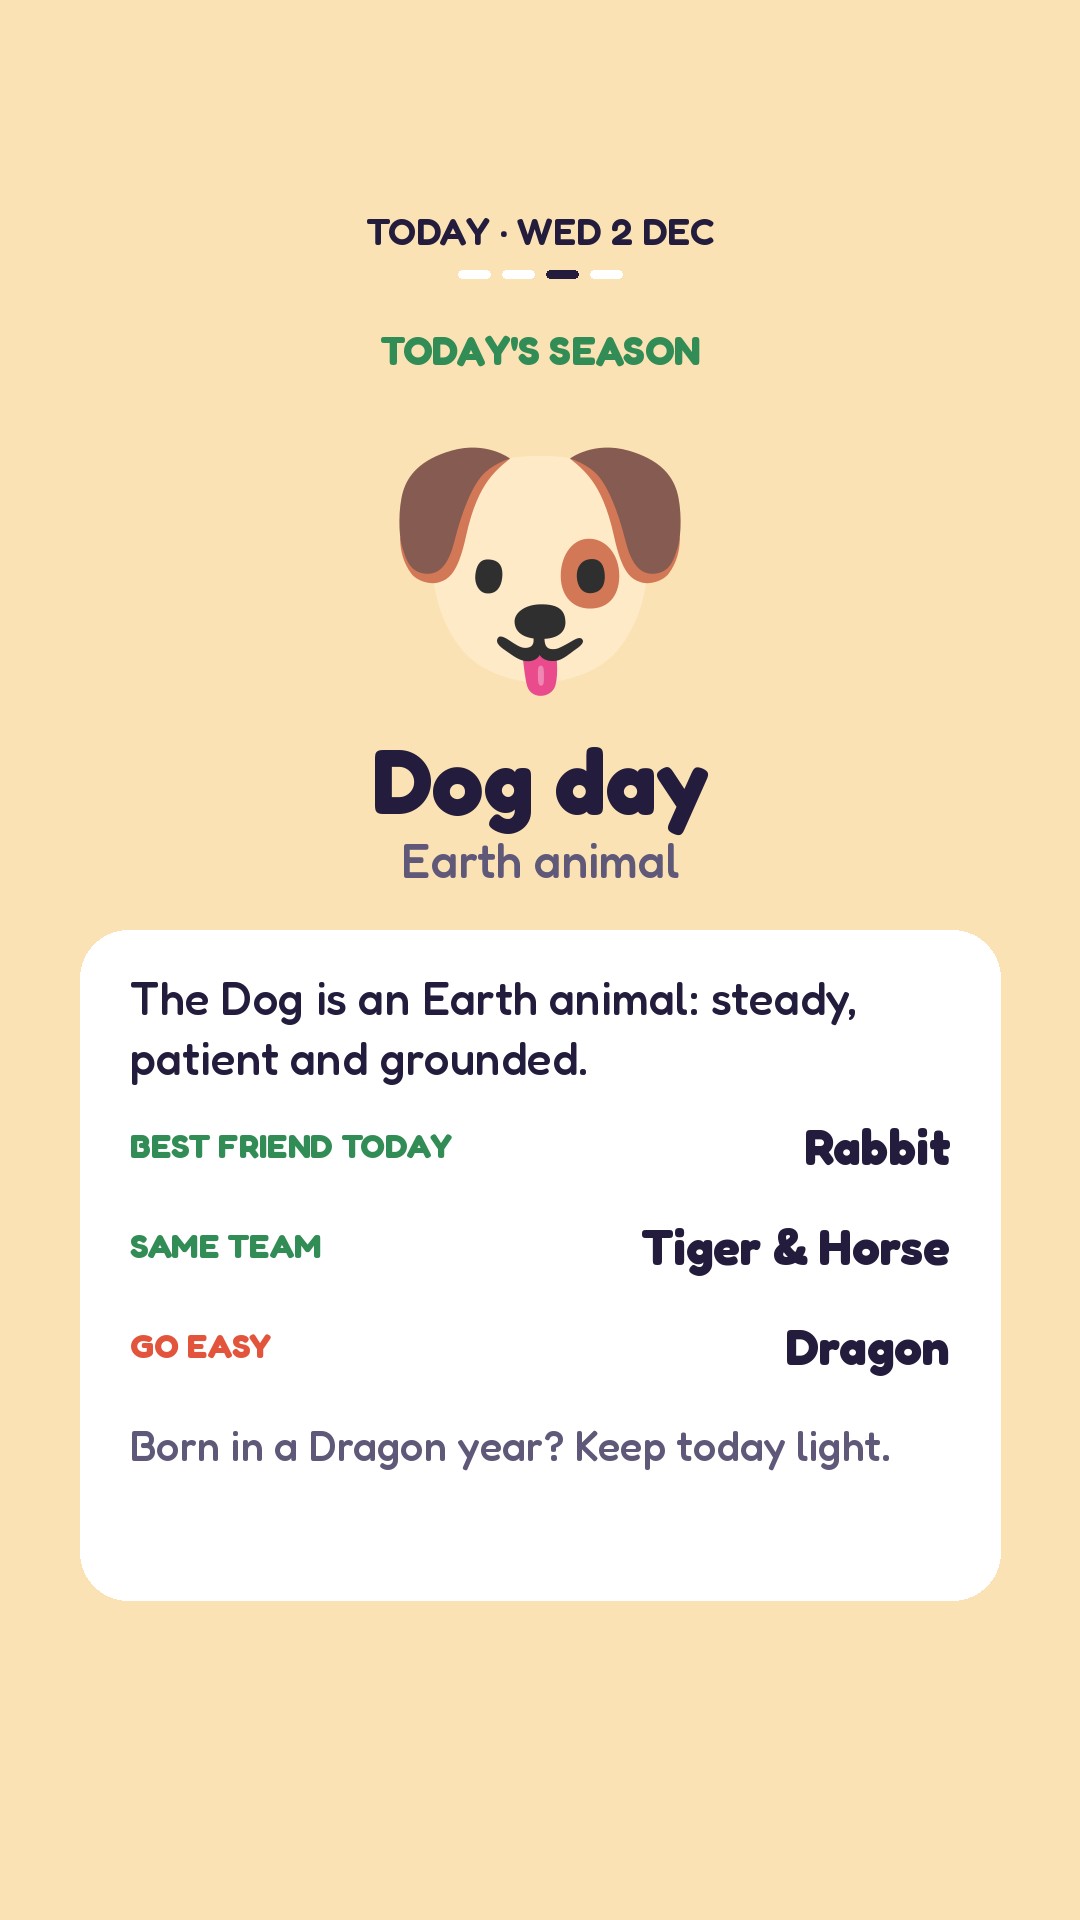 TODAY · WED 2 DEC
TODAY'S SEASON
Dog day
Earth animal
The Dog is an Earth animal: steady,
patient and grounded.
BEST FRIEND TODAY Rabbit
SAME TEAM Tiger & Horse
GO EASY Dragon
Born in a Dragon year? Keep today light.